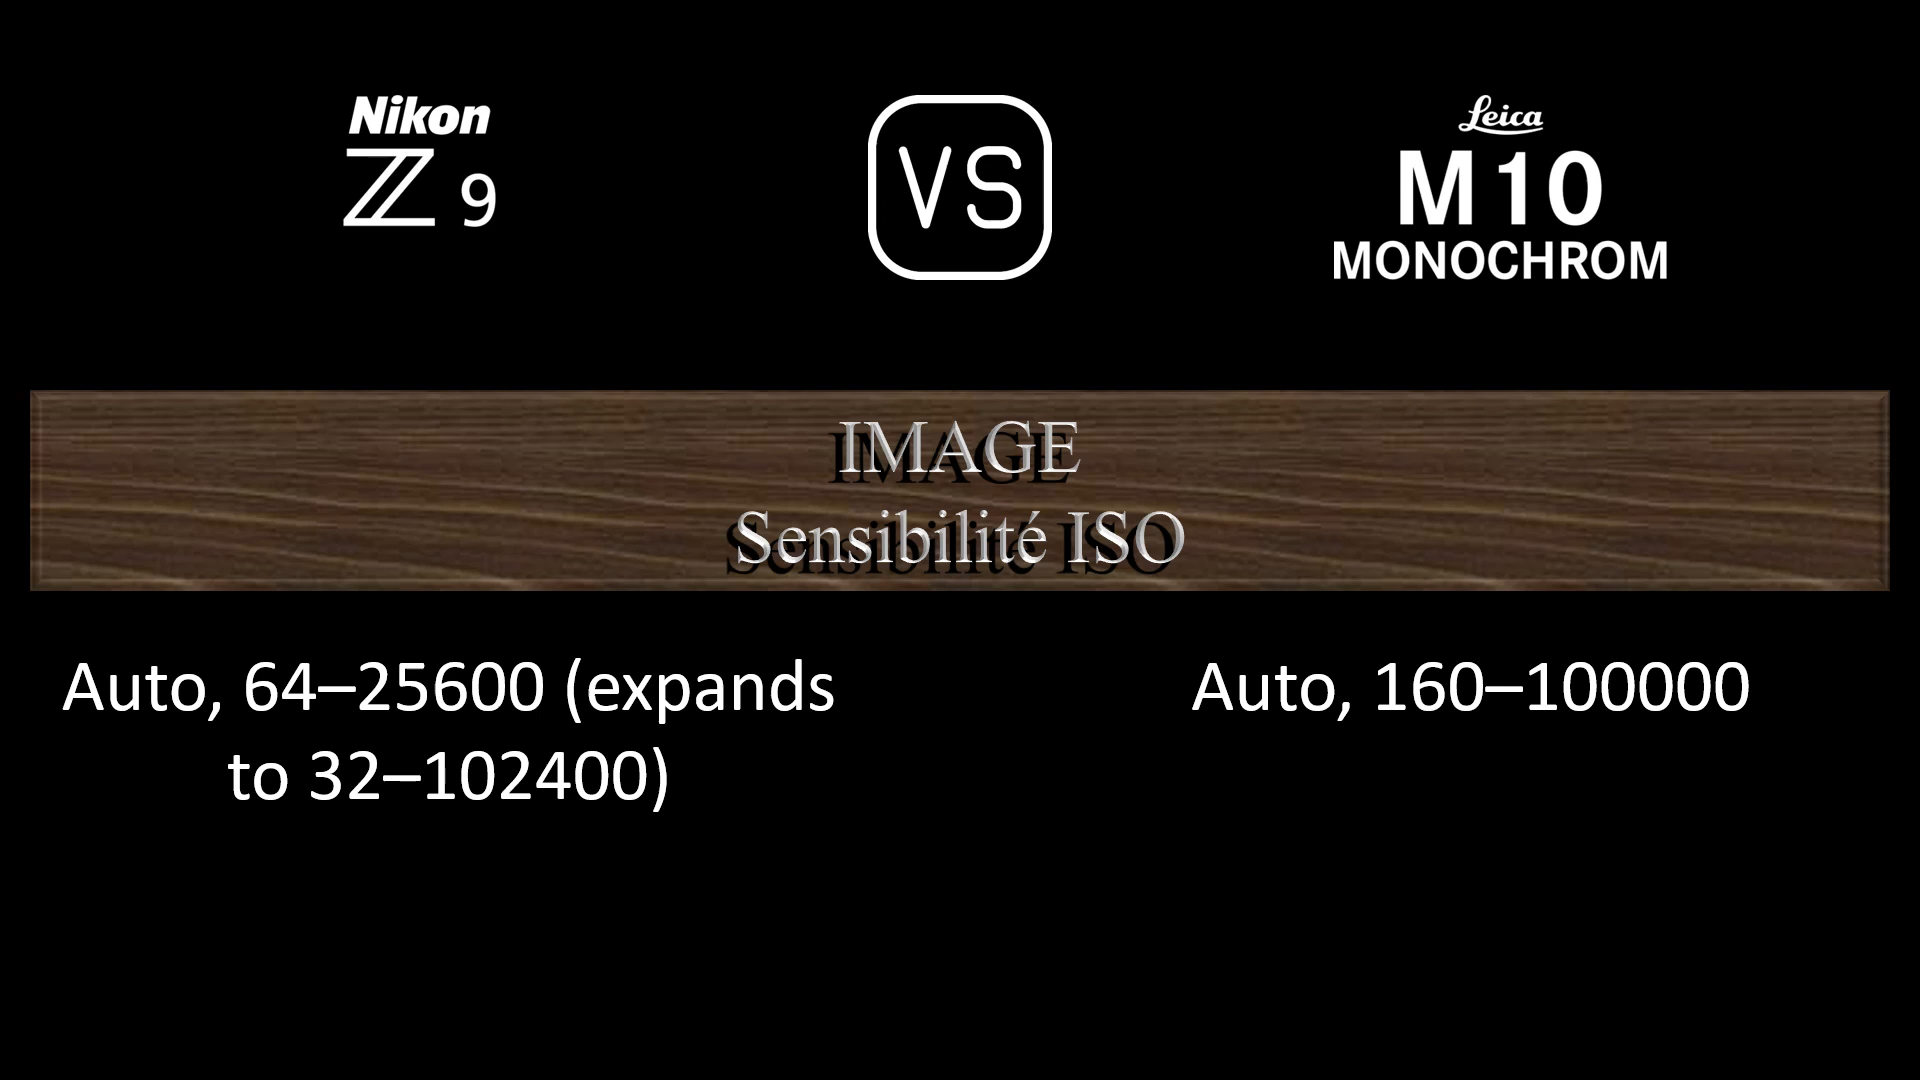 Nikon
Z 9
VS
Leica
M10
MONOCHROM
IMAGE
Sensibilité ISO
Auto, 64–25600 (expands
to 32–102400)
Auto, 160–100000